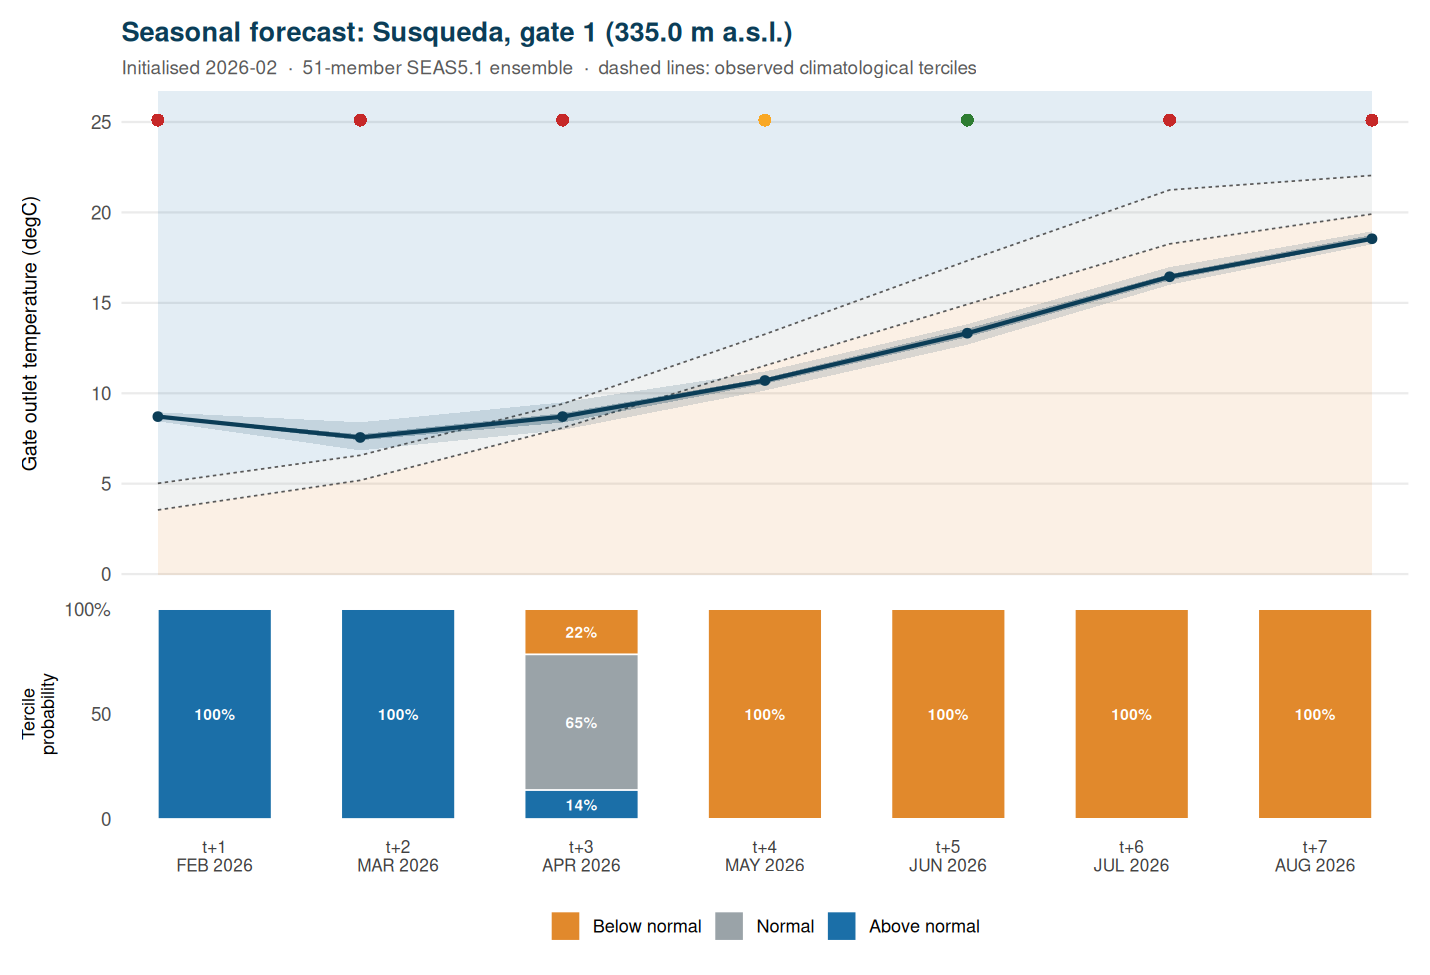 Seasonal forecast: Susqueda, gate 1 (335.0 m a.s.l.)
Initialised 2026-02 · 51-member SEAS5.1 ensemble · dashed lines: observed climatological terciles
Gate outlet temperature (degC)
25
20
15
10
5
0
Tercile
probability
100%
50
0
100%
100%
22%
65%
14%
100%
100%
100%
100%
t+1
FEB 2026
t+2
MAR 2026
t+3
APR 2026
t+4
MAY 2026
t+5
JUN 2026
t+6
JUL 2026
t+7
AUG 2026
Below normal
Normal
Above normal